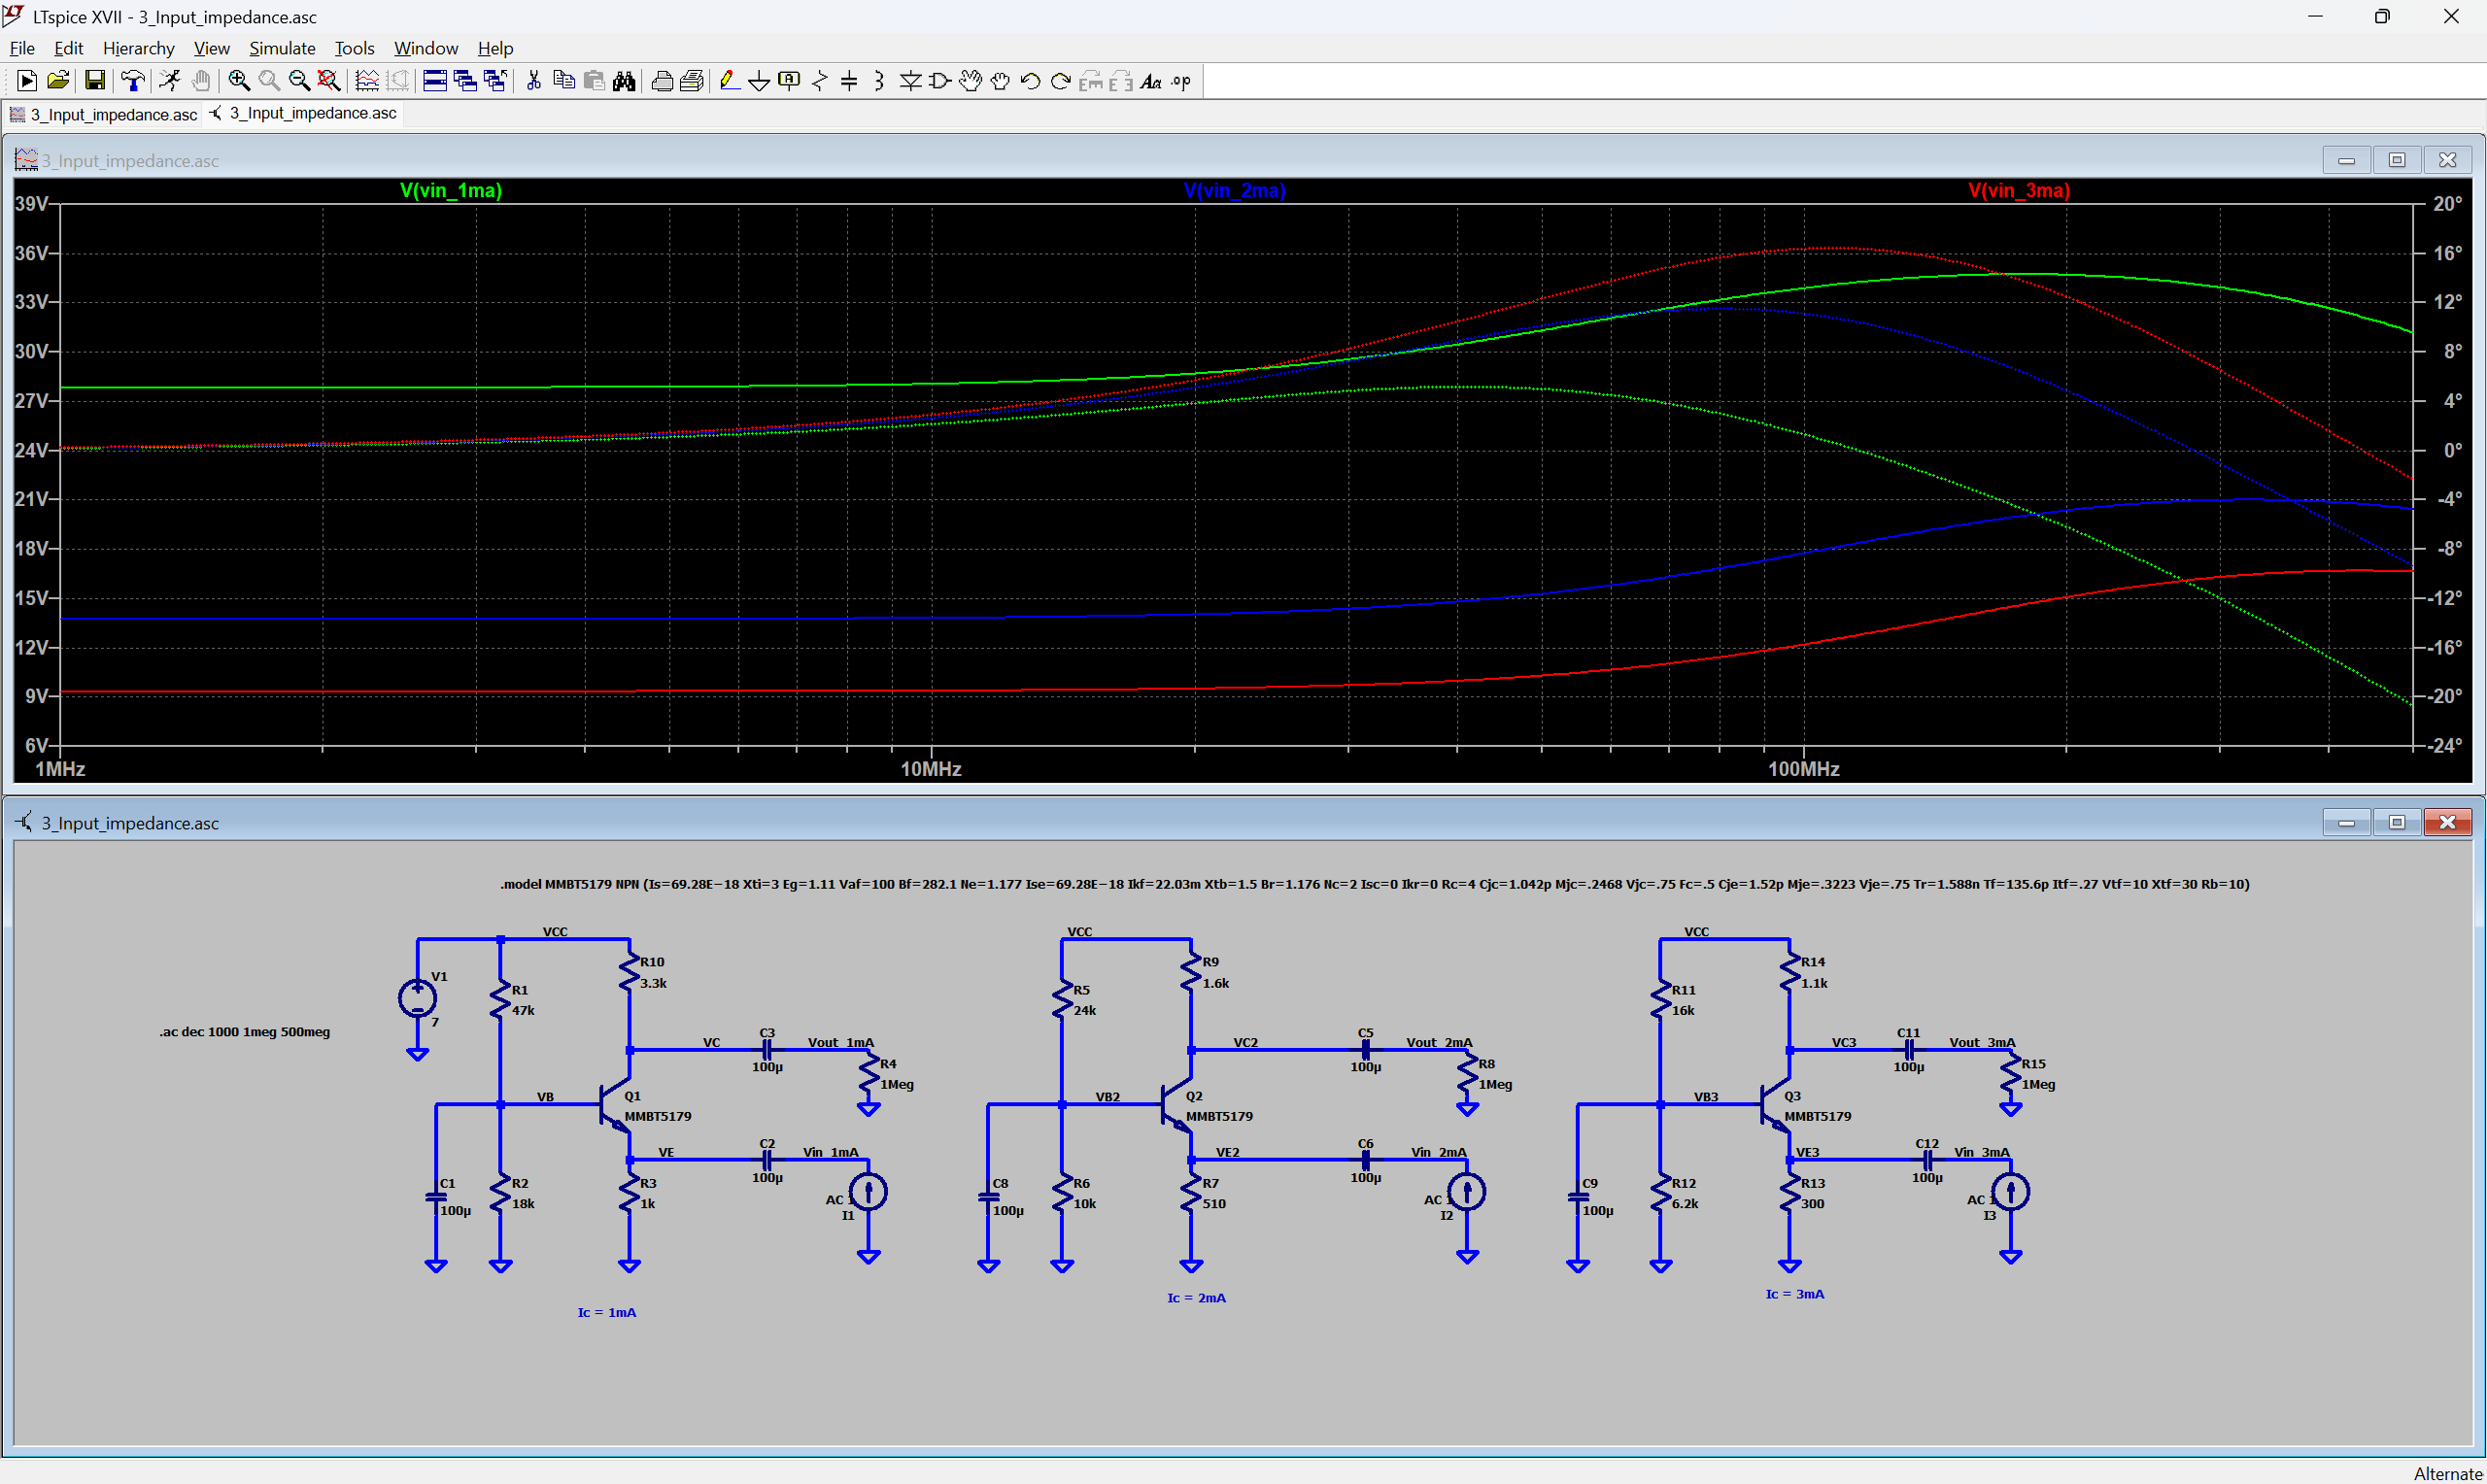 LTspice XVII - 3_Input_impedance.asc
File Edit Hierarchy View Simulate Tools Window Help
3_Input_impedance.asc 3_Input_impedance.asc
3_Input_impedance.asc
V(vin_1ma) V(vin_2ma) V(vin_3ma)
39V 20°
36V 16°
33V 12°
30V 8°
27V 4°
24V 0°
21V -4°
18V -8°
15V -12°
12V -16°
9V -20°
6V -24°
1MHz 10MHz 100MHz
3_Input_impedance.asc
.model MMBT5179 NPN (Is=69.28E−18 Xti=3 Eg=1.11 Vaf=100 Bf=282.1 Ne=1.177 Ise=69.28E−18 Ikf=22.03m Xtb=1.5 Br=1.176 Nc=2 Isc=0 Ikr=0 Rc=4 Cjc=1.042p Mjc=.2468 Vjc=.75 Fc=.5 Cje=1.52p Mje=.3223 Vje=.75 Tr=1.588n Tf=135.6p Itf=.27 Vtf=10 Xtf=30 Rb=10)
VCC VCC VCC
R10 R9 R14
V1
3.3k 1.6k 1.1k
R1 R5 R11
47k 24k 16k
7
.ac dec 1000 1meg 500meg
C3 C5 C11
VC Vout_1mA VC2 Vout_2mA VC3 Vout_3mA
R4 R8 R15
100µ 100µ 100µ
1Meg 1Meg 1Meg
VB Q1 VB2 Q2 VB3 Q3
MMBT5179 MMBT5179 MMBT5179
C2 C6 C12
VE Vin_1mA VE2 Vin_2mA VE3 Vin_3mA
100µ 100µ 100µ
C1 R2 R3 C8 R6 R7 C9 R12 R13
AC 1 AC 1 AC 1
18k 1k 10k 510 6.2k 300
100µ 100µ 100µ
I1 I2 I3
Ic = 1mA Ic = 2mA Ic = 3mA
Alternate